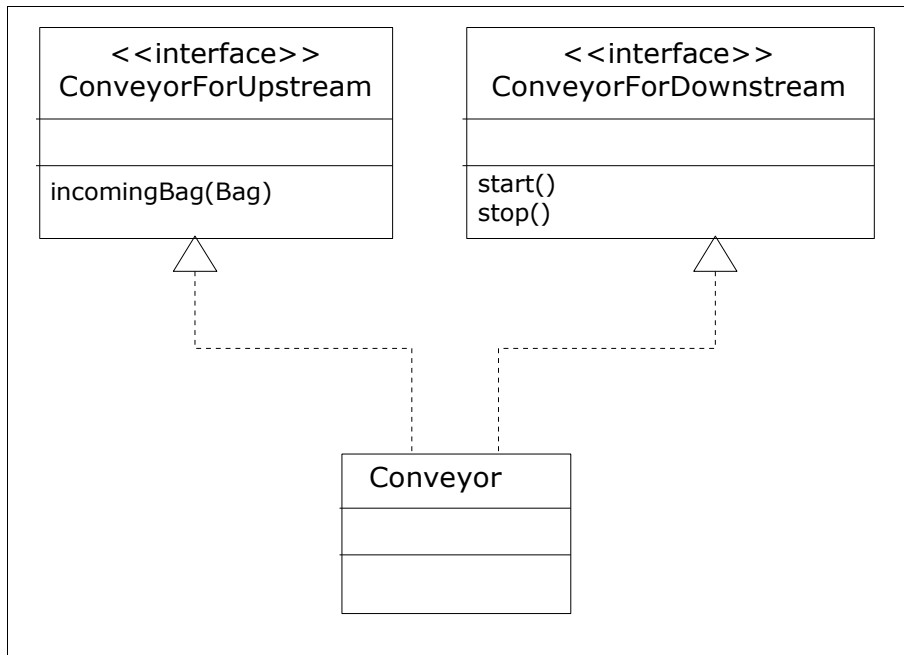 <<interface>>
ConveyorForUpstream
incomingBag(Bag)
<<interface>>
ConveyorForDownstream
start()
stop()
Conveyor